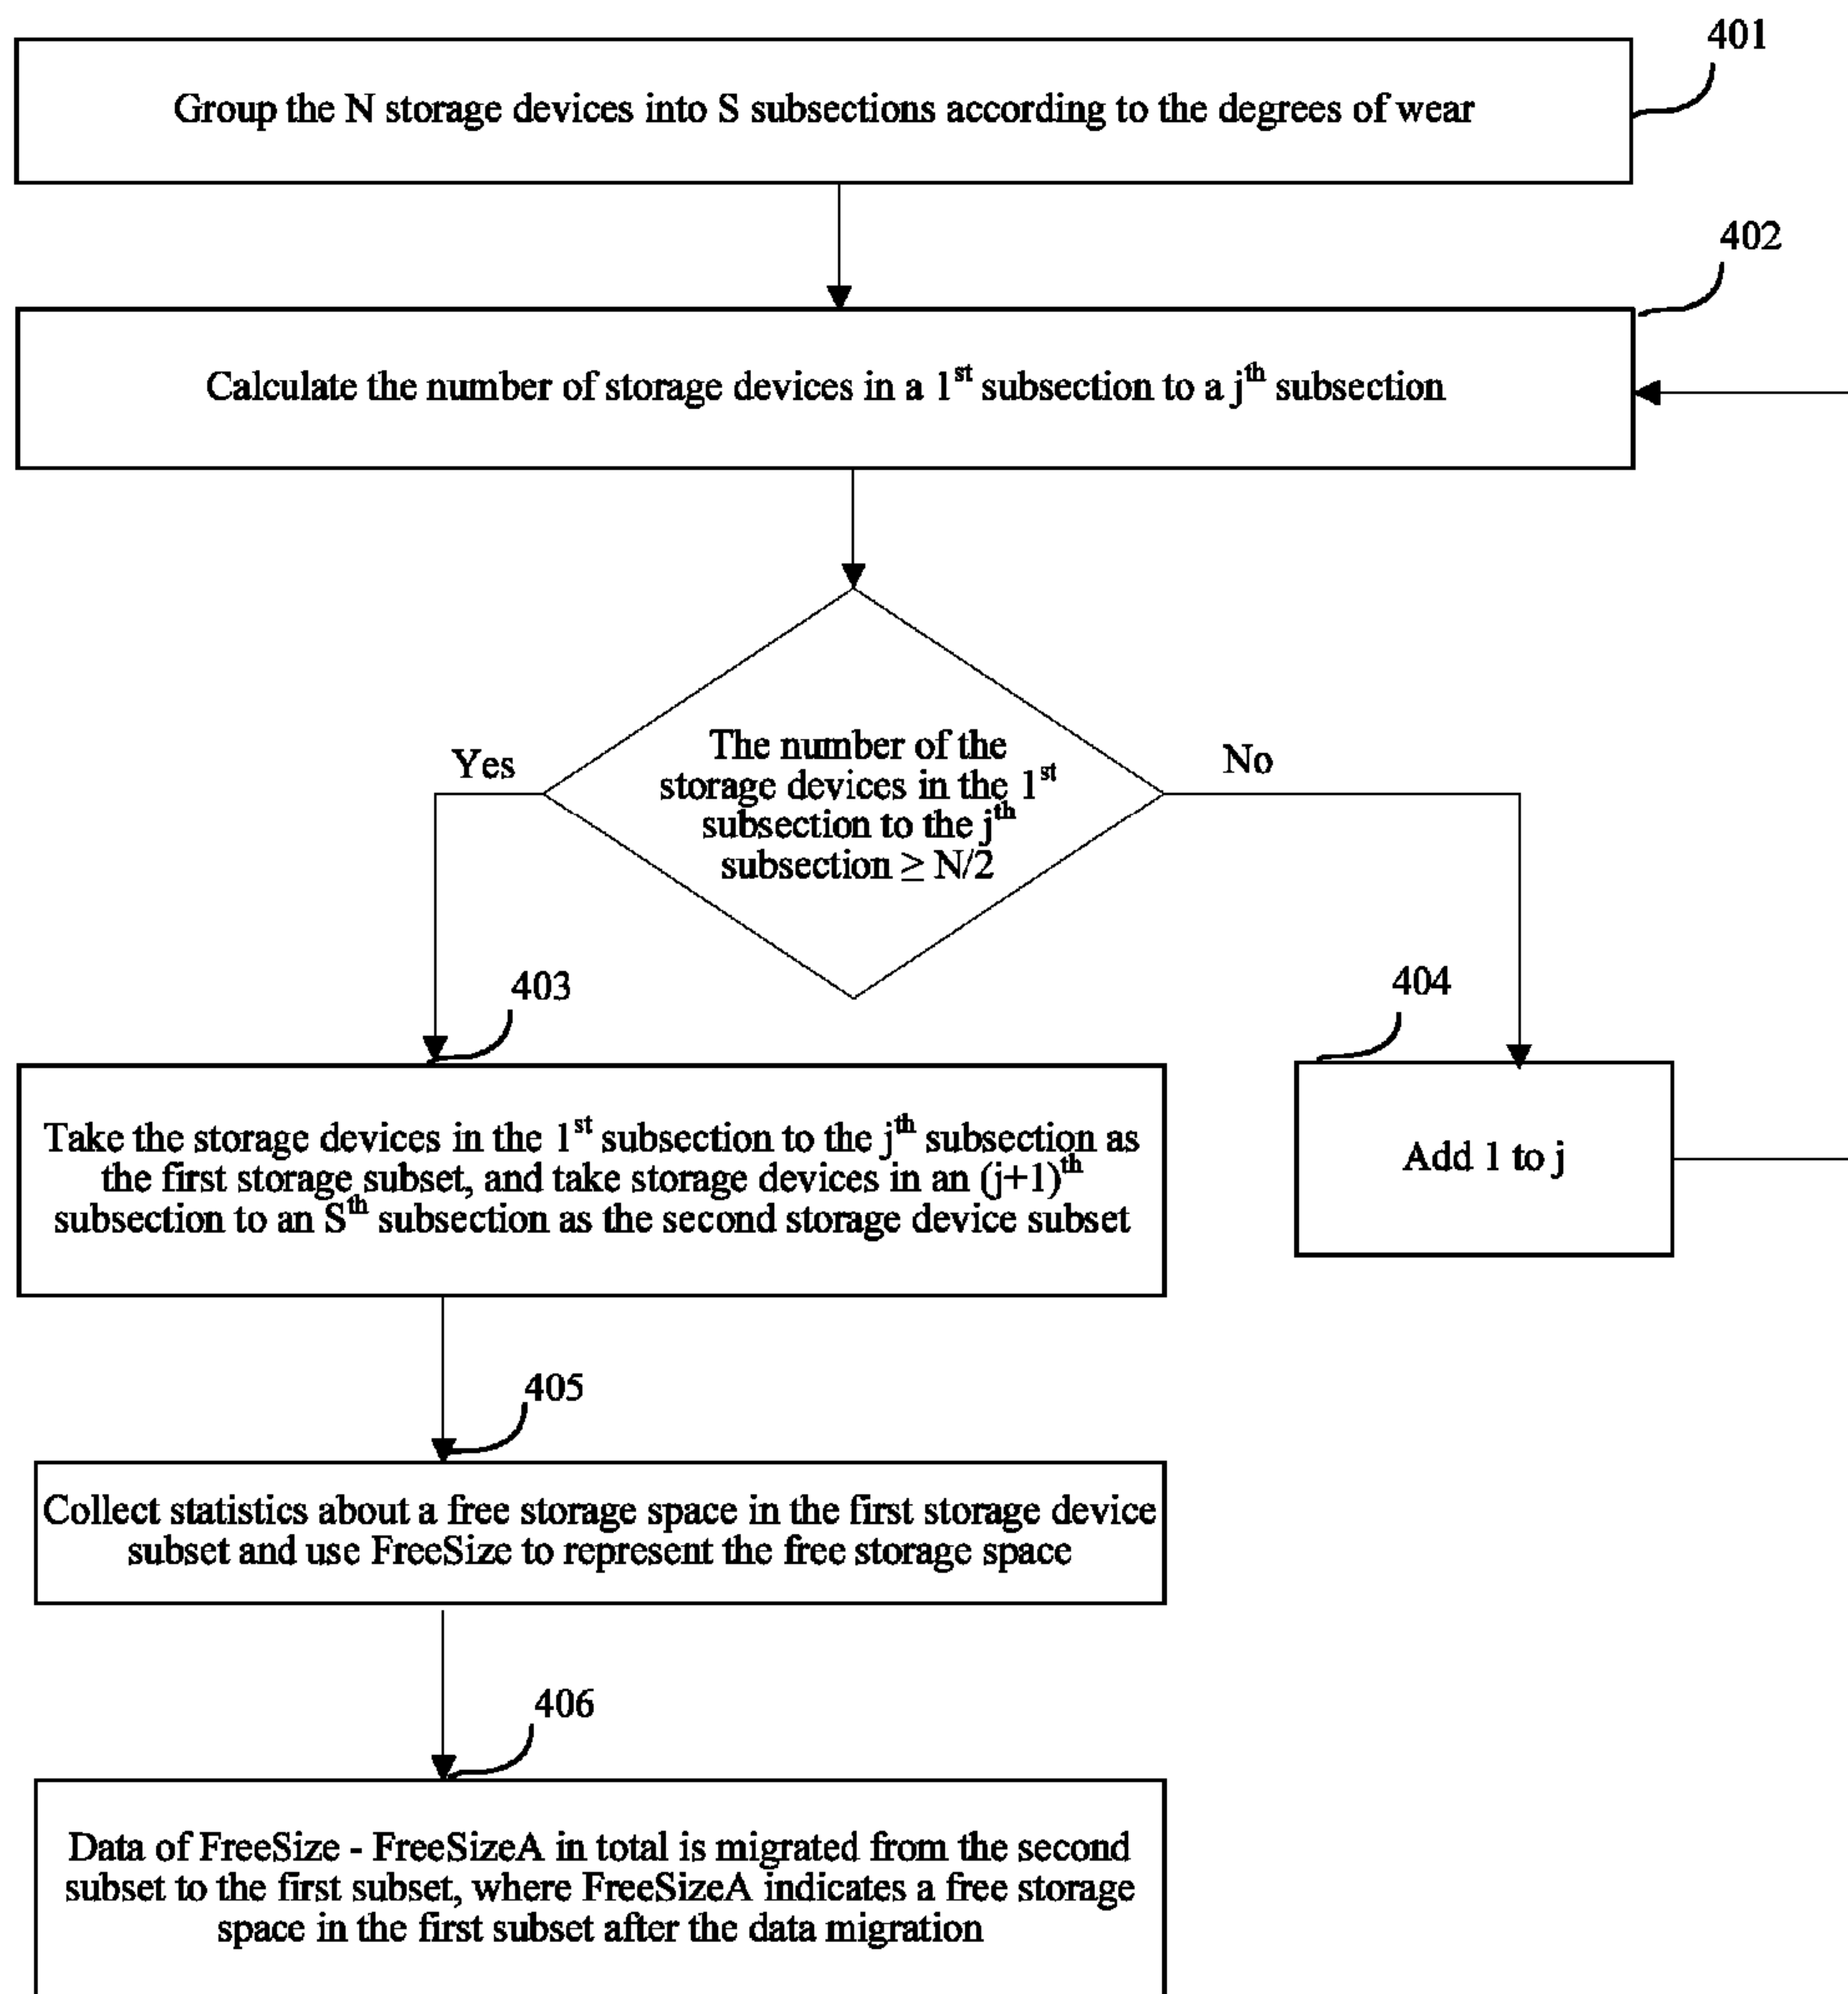 401
Group the N storage devices into S subsections according to the degrees of wear
402
Calculate the number of storage devices in a 1st subsection to a jth subsection
The number of the
storage devices in the 1st
subsection to the jth
subsection ≥ N/2
Yes
No
403
404
Take the storage devices in the 1st subsection to the jth subsection as
the first storage subset, and take storage devices in an (j+1)th
subsection to an Sth subsection as the second storage device subset
Add 1 to j
405
Collect statistics about a free storage space in the first storage device
subset and use FreeSize to represent the free storage space
406
Data of FreeSize - FreeSizeA in total is migrated from the second
subset to the first subset, where FreeSizeA indicates a free storage
space in the first subset after the data migration